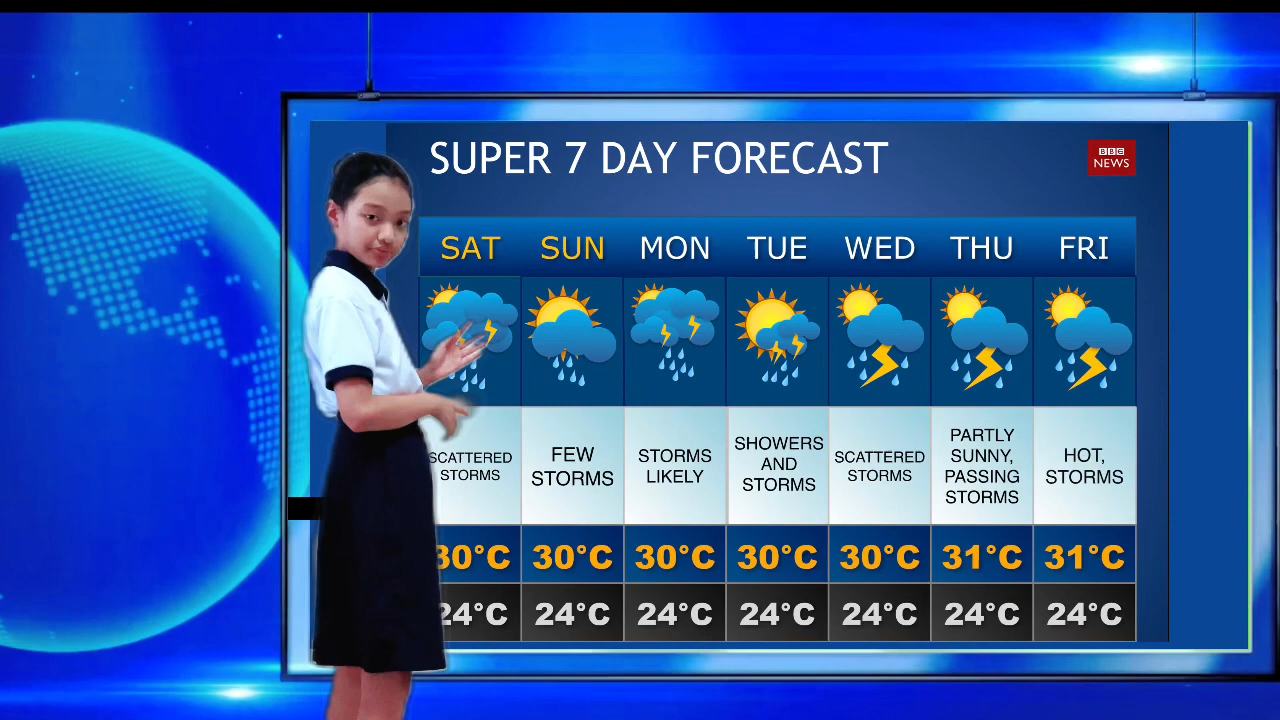 SUPER 7 DAY FORECAST
BBC
NEWS
SAT SUN MON TUE WED THU FRI
SCATTERED
STORMS
FEW
STORMS
STORMS
LIKELY
SHOWERS
AND
STORMS
SCATTERED
STORMS
PARTLY
SUNNY,
PASSING
STORMS
HOT,
STORMS
30°C 30°C 30°C 30°C 30°C 31°C 31°C
24°C 24°C 24°C 24°C 24°C 24°C 24°C